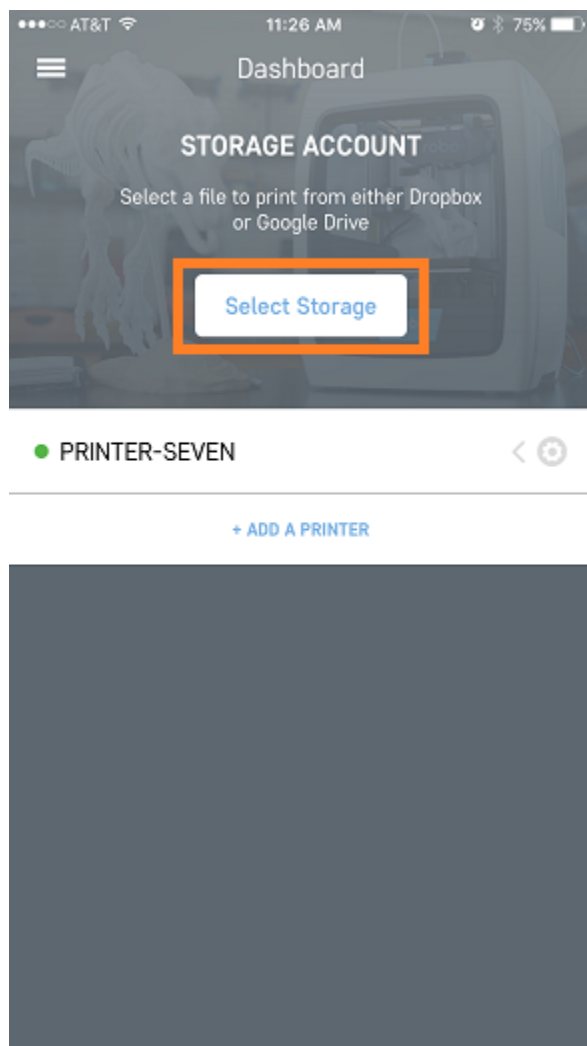 AT&T 11:26 AM 75%
Dashboard
STORAGE ACCOUNT
Select a file to print from either Dropbox
or Google Drive
Select Storage
PRINTER-SEVEN
+ ADD A PRINTER